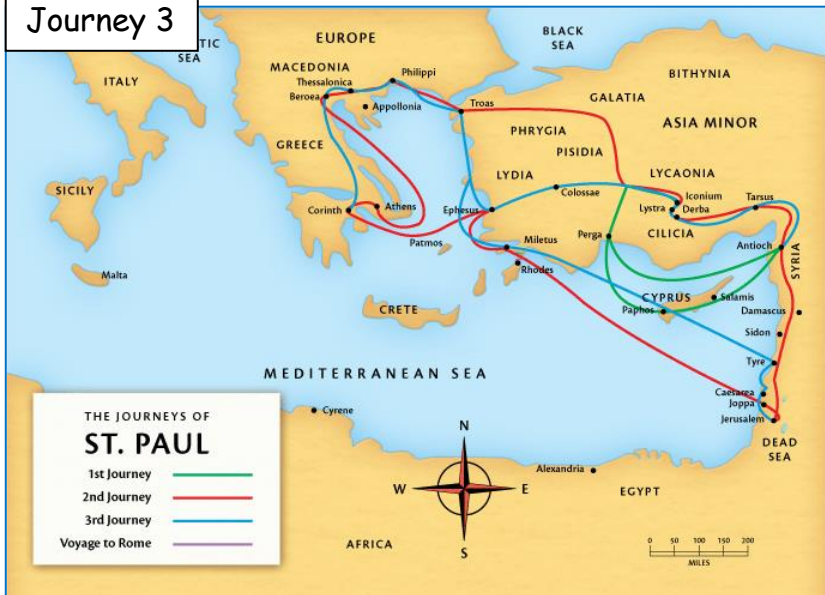 Journey 3
TIC
SEA
EUROPE
BLACK
SEA
ITALY
MACEDONIA
Thessalonica
Philippi
Beroea
Appollonia
Troas
BITHYNIA
GALATIA
PHRYGIA
ASIA MINOR
PISIDIA
GREECE
LYDIA
LYCAONIA
SICILY
Colossae
Iconium
Tarsus
Lystra
Derba
Corinth
Athens
Ephesus
CILICIA
Patmos
Miletus
Perga
Antioch
Rhodes
SYRIA
Malta
CYPRUS
Salamis
CRETE
Paphos
Damascus
Sidon
Tyre
MEDITERRANEAN SEA
Caesarea
Joppa
Jerusalem
Cyrene
DEAD
SEA
THE JOURNEYS OF
ST. PAUL
1st Journey
2nd Journey
3rd Journey
Voyage to Rome
N
W
E
S
Alexandria
EGYPT
AFRICA
0 50 100 150 200
MILES